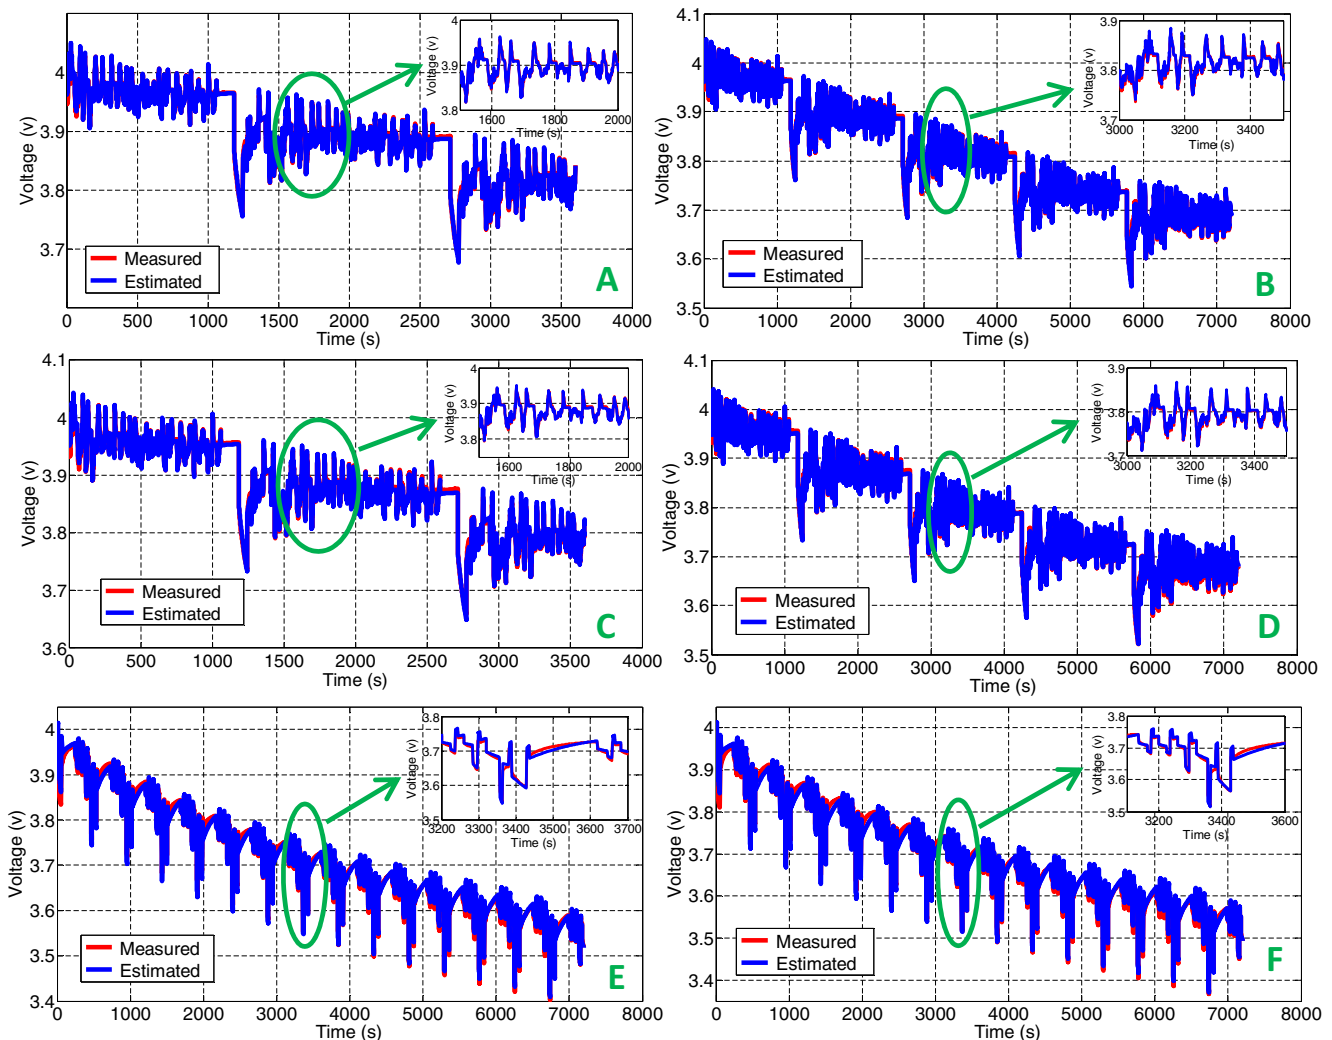 4.1
4
3.9
3.8
3.7
Voltage (v)
0 500 1000 1500 2000 2500 3000 3500 4000
Time (s)
Measured
Estimated
A
4
3.9
3.8
Voltage (v)
1600 1800 2000
Time (s)
4.1
4
3.9
3.8
3.7
3.6
3.5
Voltage (v)
0 1000 2000 3000 4000 5000 6000 7000 8000
Time (s)
Measured
Estimated
B
3.9
3.8
3.7
Voltage (v)
3000 3200 3400
Time (s)
4.1
4
3.9
3.8
3.7
3.6
Voltage (v)
0 500 1000 1500 2000 2500 3000 3500 4000
Time (s)
Measured
Estimated
C
4
3.9
3.8
Voltage (v)
1600 1800 2000
Time (s)
4.1
4
3.9
3.8
3.7
3.6
3.5
Voltage (v)
0 1000 2000 3000 4000 5000 6000 7000 8000
Time (s)
Measured
Estimated
D
3.9
3.8
3.7
Voltage (v)
3000 3200 3400
Time (s)
4
3.9
3.8
3.7
3.6
3.5
3.4
Voltage (v)
0 1000 2000 3000 4000 5000 6000 7000 8000
Time (s)
Measured
Estimated
E
3.8
3.7
3.6
3.5
Voltage (v)
3200 3300 3400 3500 3600 3700
Time (s)
4
3.9
3.8
3.7
3.6
3.5
3.4
Voltage (v)
0 1000 2000 3000 4000 5000 6000 7000 8000
Time (s)
Measured
Estimated
F
3.8
3.7
3.6
3.5
Voltage (v)
3200 3400 3600
Time (s)